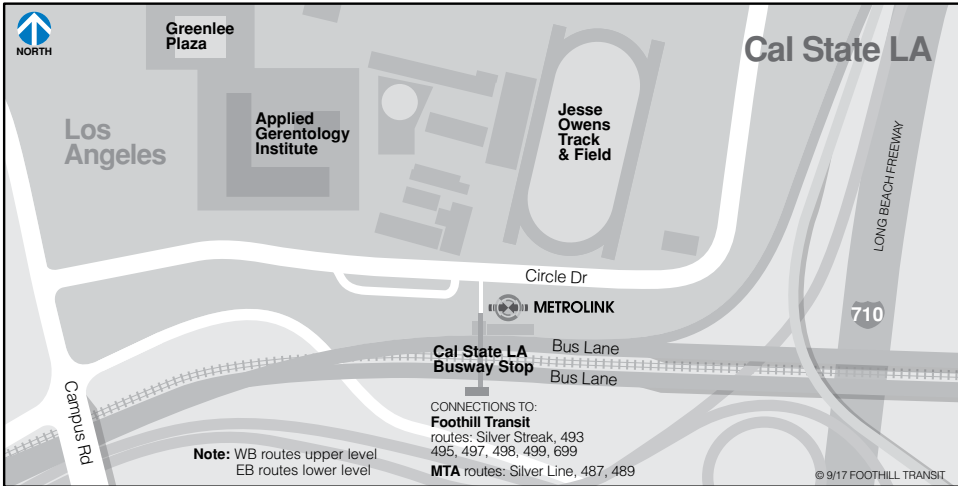 NORTH
Greenlee
Plaza
Cal State LA
Los
Angeles
Applied
Gerentology
Institute
Jesse
Owens
Track
& Field
LONG BEACH FREEWAY
Circle Dr
METROLINK
710
Cal State LA
Busway Stop
Bus Lane
Bus Lane
Campus Rd
CONNECTIONS TO:
Foothill Transit
routes: Silver Streak, 493
495, 497, 498, 499, 699
MTA routes: Silver Line, 487, 489
Note: WB routes upper level
EB routes lower level
© 9/17 FOOTHILL TRANSIT